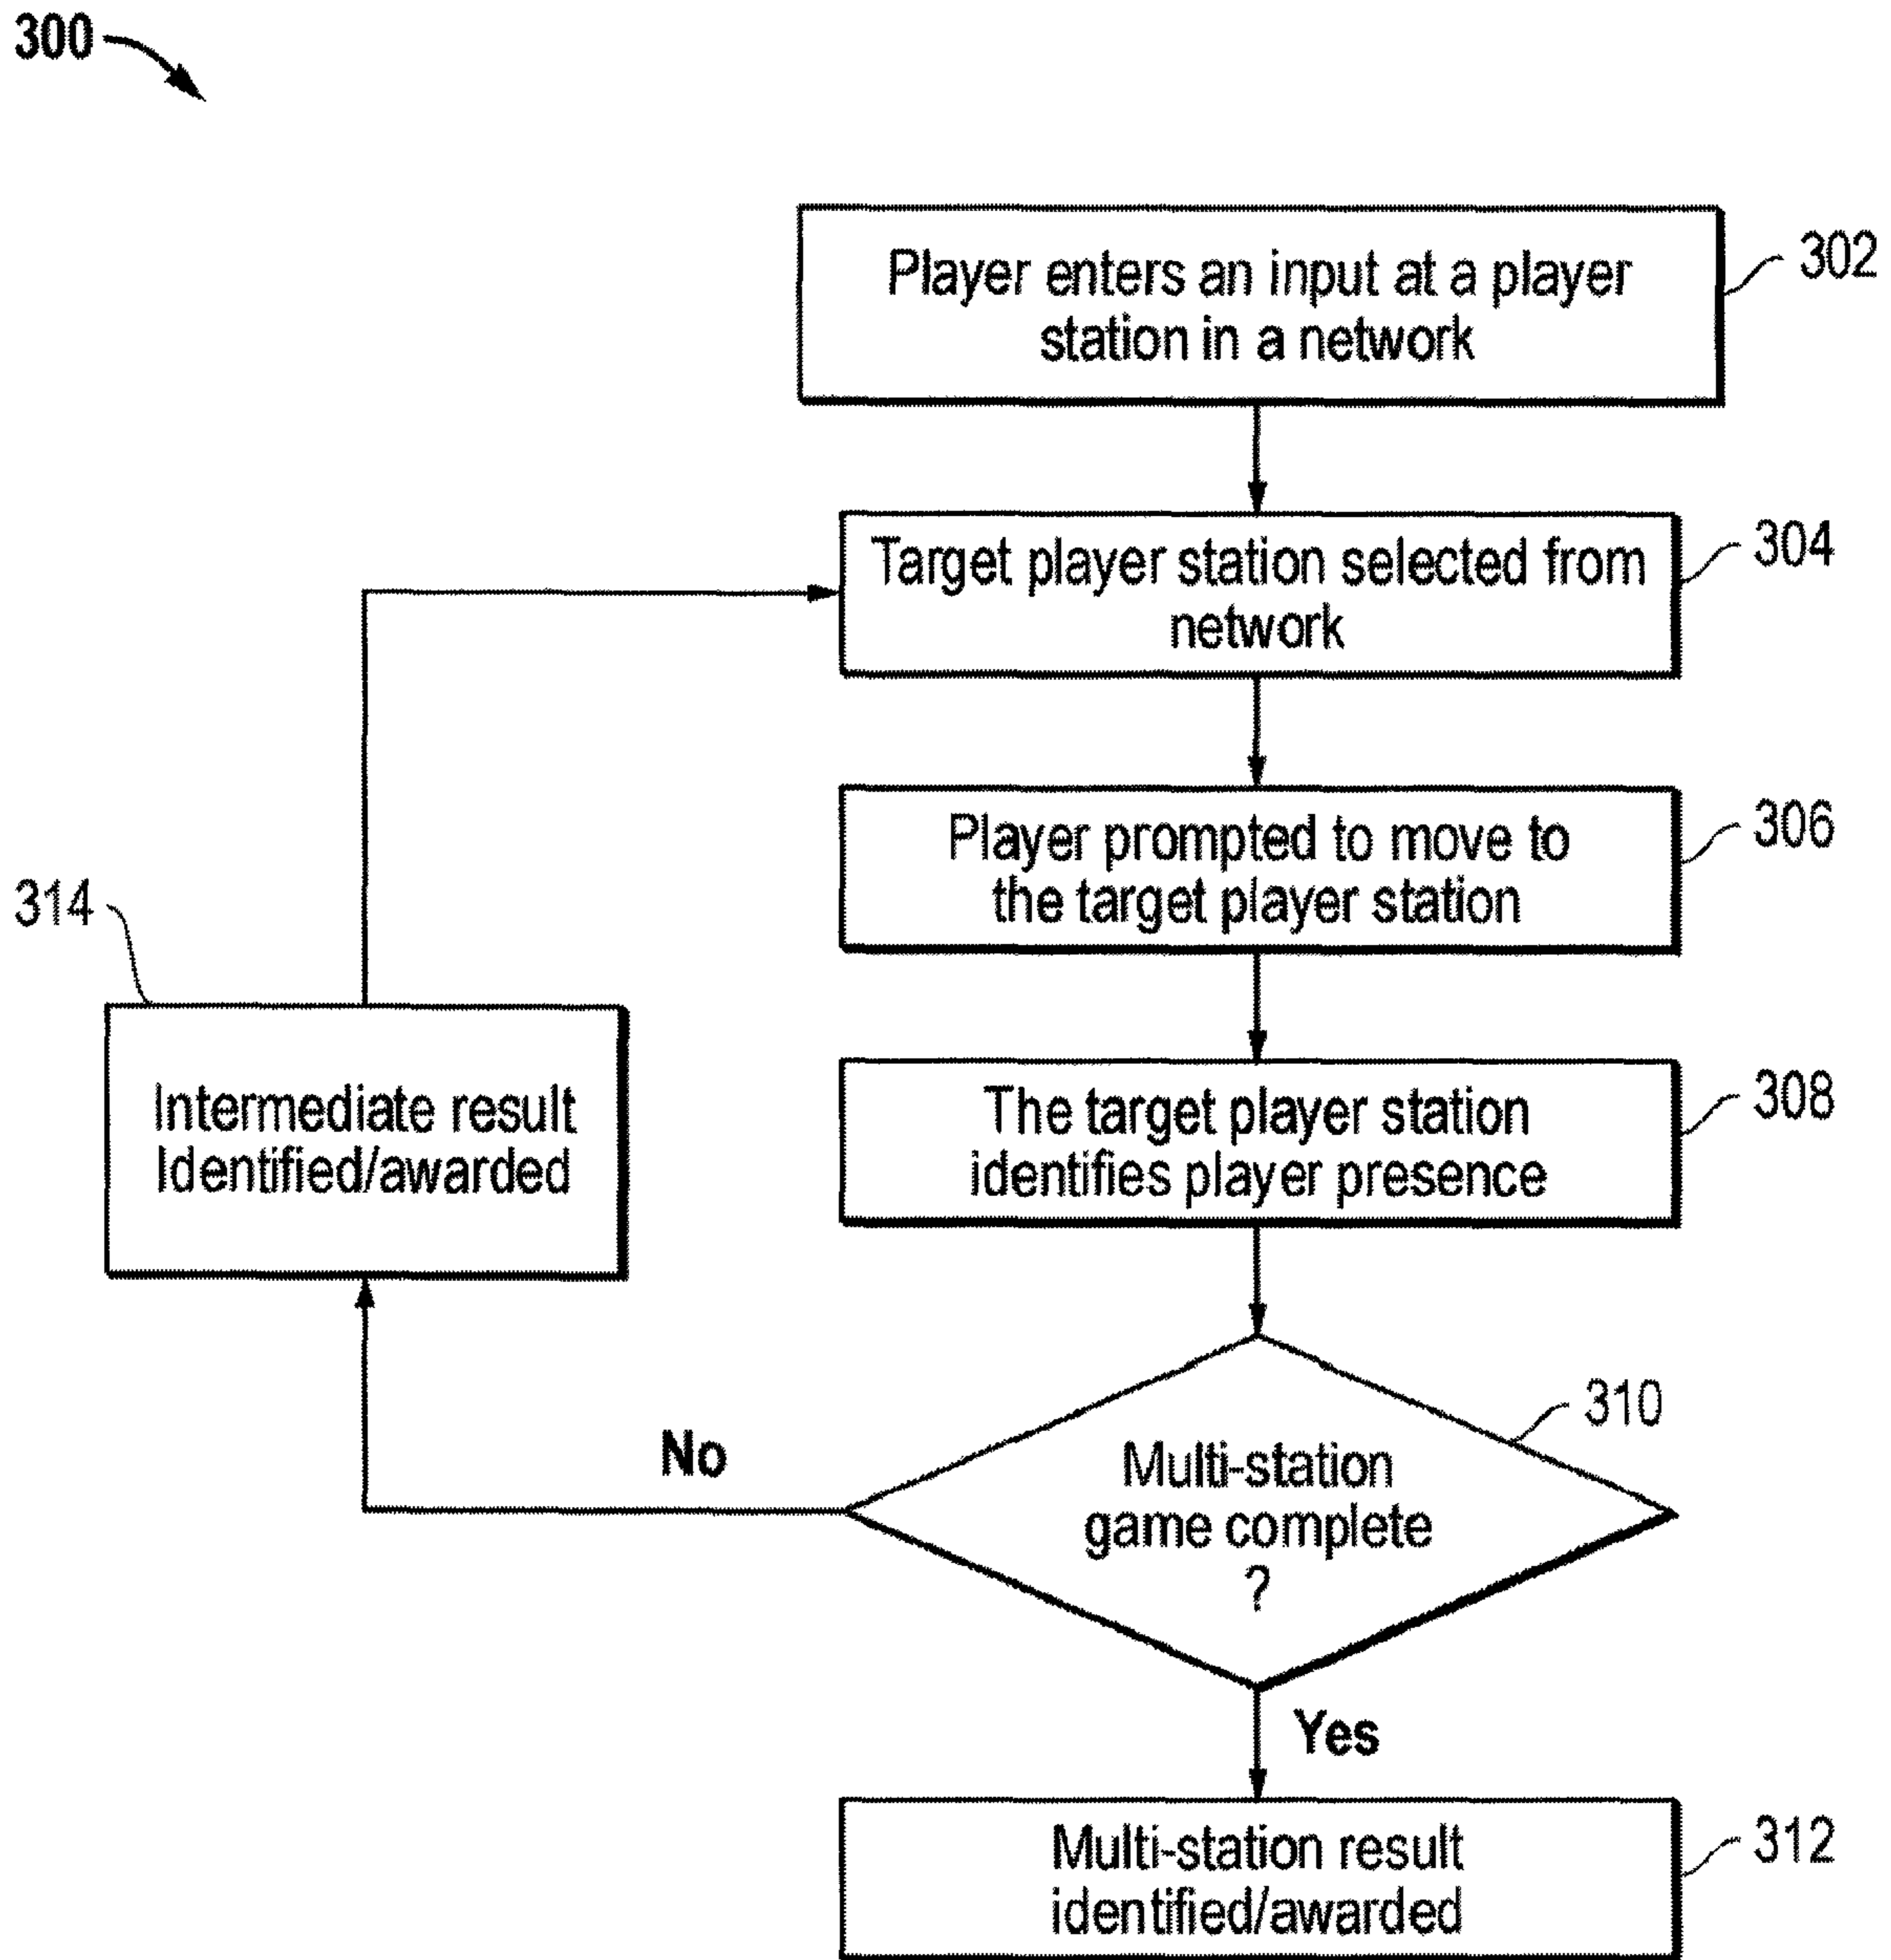 300
Player enters an input at a player
station in a network
302
Target player station selected from
network
304
Player prompted to move to
the target player station
306
314
Intermediate result
Identified/awarded
The target player station
identifies player presence
308
310
No
Multi-station
game complete
?
Yes
Multi-station result
identified/awarded
312